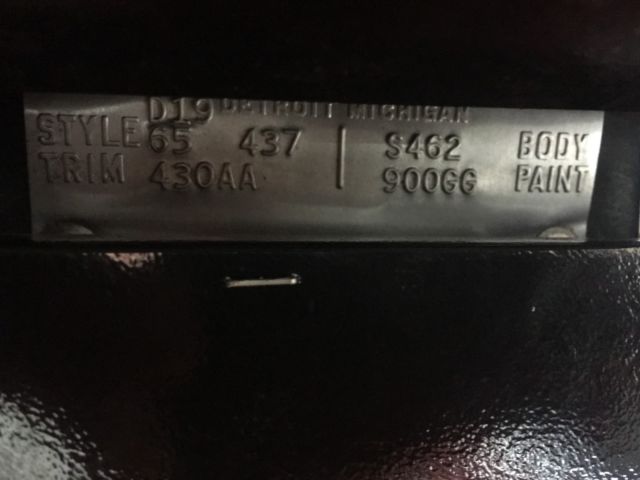 D19 DETROIT MICHIGAN
STYLE 65 437 | S462 BODY
TRIM 430AA | 900GG PAINT